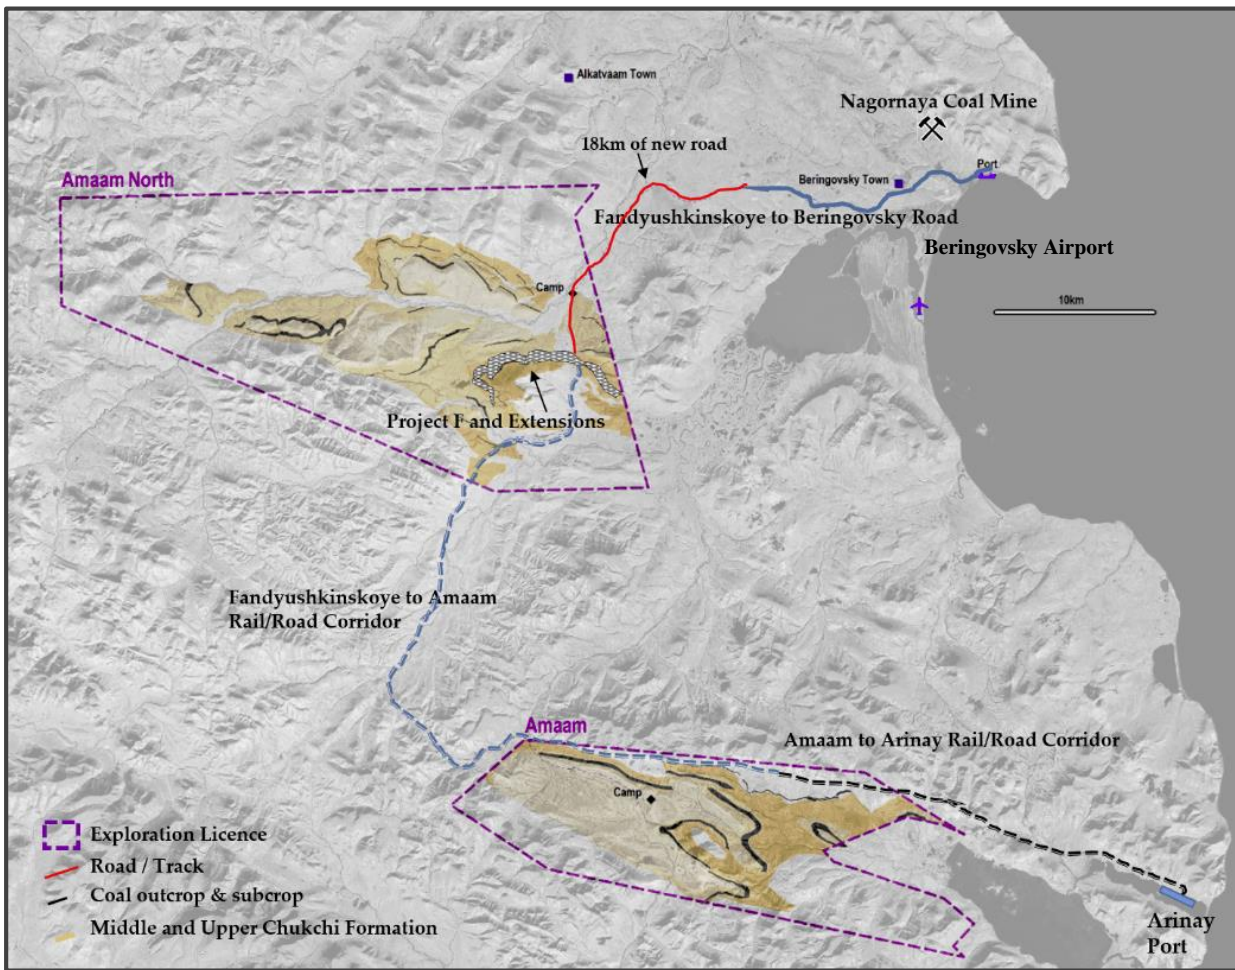 Alkatvaam Town
Nagornaya Coal Mine
18km of new road
Port
Amaam North
Beringovsky Town
Fandyushkinskoye to Beringovsky Road
Beringovsky Airport
Camp
10km
Project F and Extensions
Fandyushkinskoye to Amaam
Rail/Road Corridor
Amaam
Amaam to Arinay Rail/Road Corridor
Camp
Exploration Licence
Road / Track
Coal outcrop & subcrop
Middle and Upper Chukchi Formation
Arinay
Port